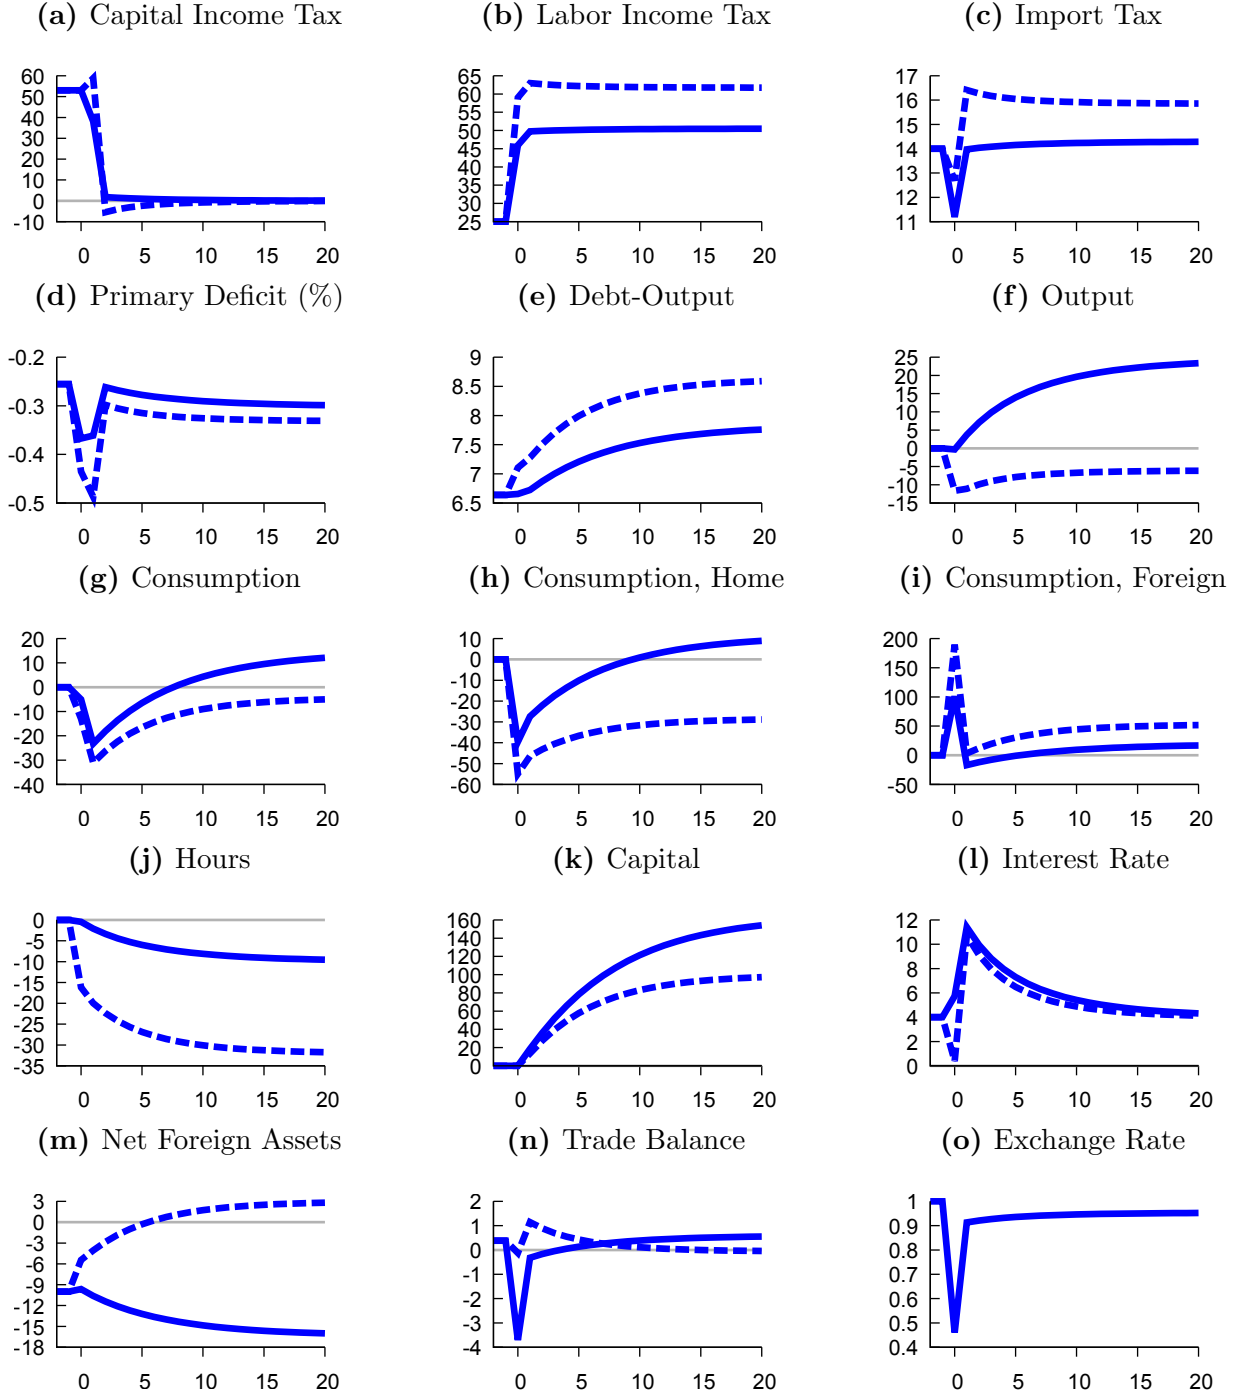 (a) Capital Income Tax (b) Labor Income Tax (c) Import Tax
60 65 17
50 60 16
40 55 15
30 50 14
20 45 13
10 40 12
0 35 11
-10 30
25
0 5 10 15 20 0 5 10 15 20 0 5 10 15 20
(d) Primary Deficit (%) (e) Debt-Output (f) Output
-0.2 9 25
-0.3 8.5 20
-0.4 8 15
-0.5 7.5 10
7 5
6.5 0
-5
-10
-15
0 5 10 15 20 0 5 10 15 20 0 5 10 15 20
(g) Consumption (h) Consumption, Home (i) Consumption, Foreign
20 10 200
10 0 150
0 -10 100
-10 -20 50
-20 -30 0
-30 -40 -50
-40 -50
-60
0 5 10 15 20 0 5 10 15 20 0 5 10 15 20
(j) Hours (k) Capital (l) Interest Rate
0 160 12
-5 140 10
-10 120 8
-15 100 6
-20 80 4
-25 60 2
-30 40 0
-35 20
0
0 5 10 15 20 0 5 10 15 20 0 5 10 15 20
(m) Net Foreign Assets (n) Trade Balance (o) Exchange Rate
3 2 1
0 1 0.9
-3 0 0.8
-6 -1 0.7
-9 -2 0.6
-12 -3 0.5
-15 -4 0.4
-18
0 5 10 15 20 0 5 10 15 20 0 5 10 15 20